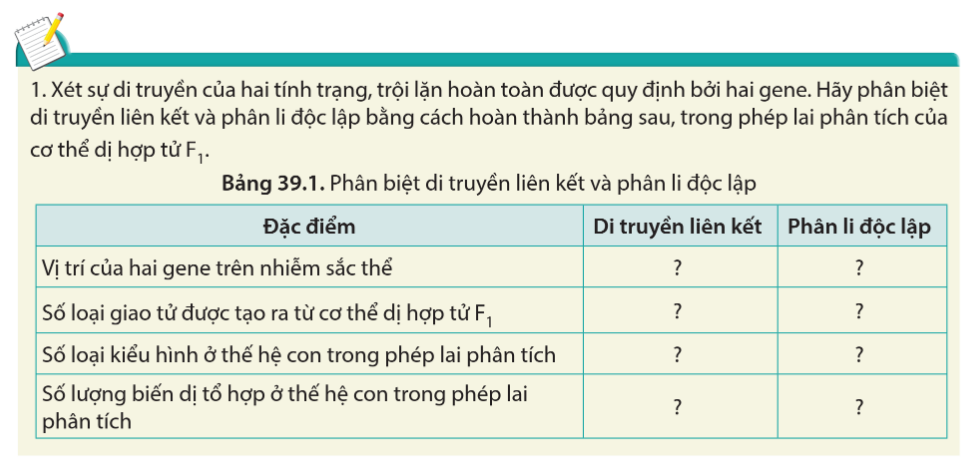 1. Xét sự di truyền của hai tính trạng, trội lặn hoàn toàn được quy định bởi hai gene. Hãy phân biệt
di truyền liên kết và phân li độc lập bằng cách hoàn thành bảng sau, trong phép lai phân tích của
cơ thể dị hợp tử F₁.
Bảng 39.1. Phân biệt di truyền liên kết và phân li độc lập
Đặc điểm Di truyền liên kết Phân li độc lập
Vị trí của hai gene trên nhiễm sắc thể ? ?
Số loại giao tử được tạo ra từ cơ thể dị hợp tử F₁ ? ?
Số loại kiểu hình ở thế hệ con trong phép lai phân tích ? ?
Số lượng biến dị tổ hợp ở thế hệ con trong phép lai
phân tích ? ?